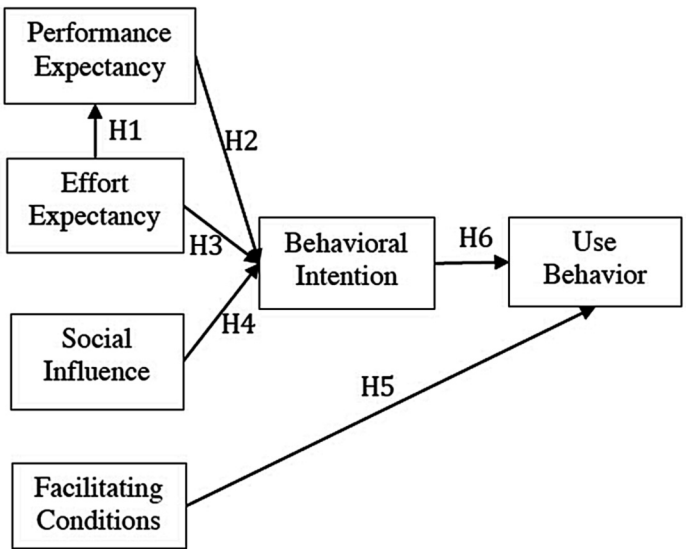 Performance
Expectancy
H1
H2
Effort
Expectancy
H3
Behavioral
Intention
H6
Use
Behavior
H4
Social
Influence
H5
Facilitating
Conditions